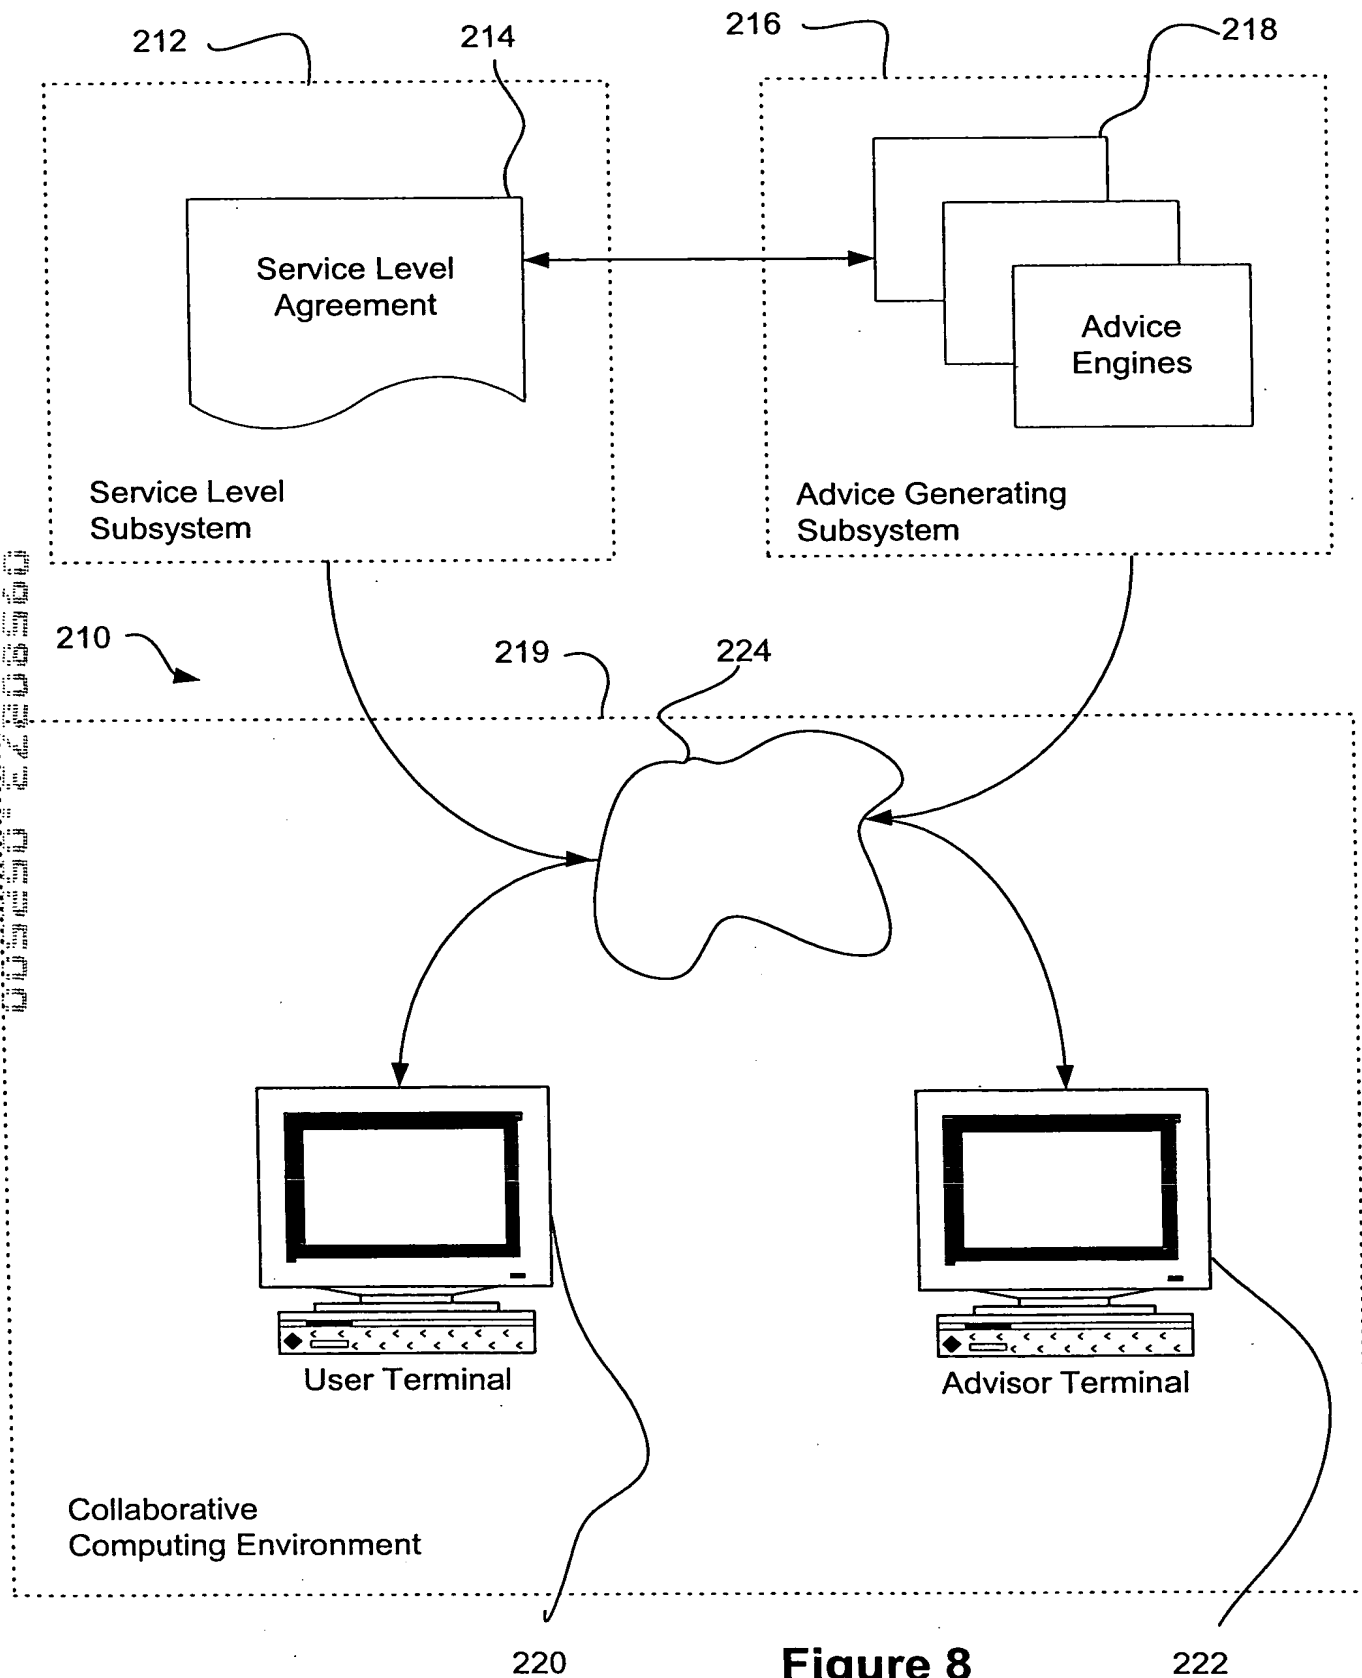 212
214
216
218
Service Level
Agreement
Advice
Engines
Service Level
Subsystem
Advice Generating
Subsystem
210
219
224
User Terminal
Advisor Terminal
Collaborative
Computing Environment
220
Figure 8
222